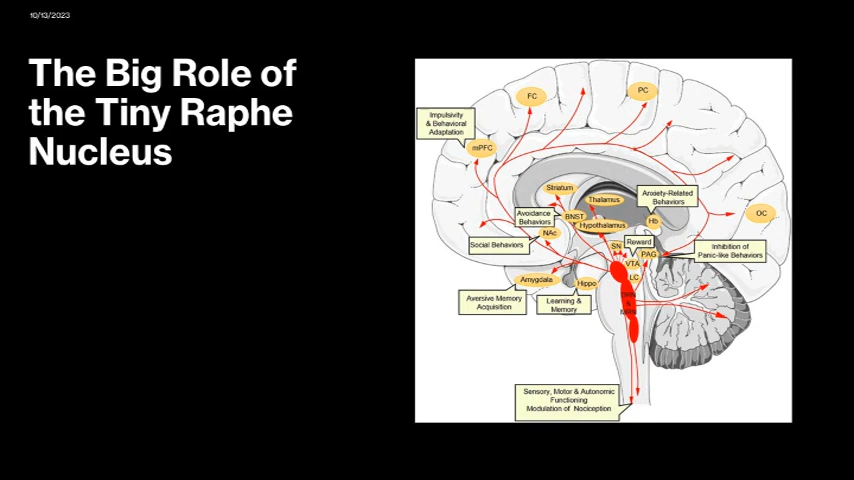 10/13/2023
The Big Role of
the Tiny Raphe
Nucleus
FC
PC
Impulsivity
& Behavioral
Adaptation
mPFC
Striatum
Thalamus
Anxiety-Related
Behaviors
Avoidance
Behaviors
BNST
Hypothalamus
Hb
OC
NAc
Social Behaviors
SN
Reward
PAG
Inhibition of
Panic-like Behaviors
VTA
LC
Amygdala
Hippo
Aversive Memory
Acquisition
Learning &
Memory
&
Sensory, Motor & Autonomic
Functioning
Modulation of Nociception